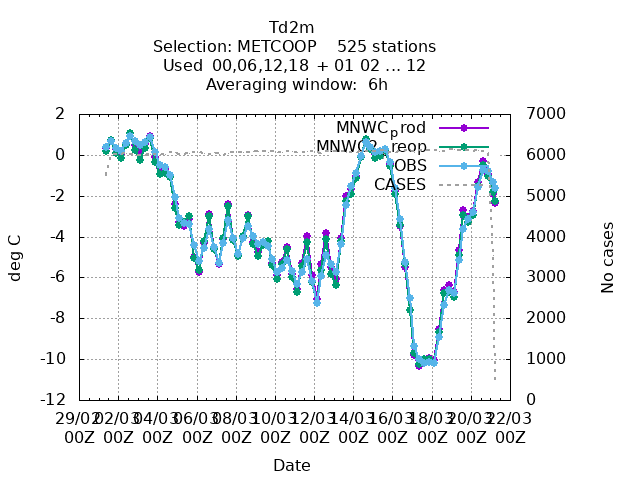 Td2m
Selection: METCOOP 525 stations
Used 00,06,12,18 + 01 02 ... 12
Averaging window: 6h
2
0
-2
-4
-6
-8
-10
-12
7000
6000
5000
4000
3000
2000
1000
0
MNWC_prod
MNWC2_reop
OBS
CASES
deg C
No cases
29/02 02/03 04/03 06/03 08/03 10/03 12/03 14/03 16/03 18/03 20/03 22/03
00Z 00Z 00Z 00Z 00Z 00Z 00Z 00Z 00Z 00Z 00Z 00Z
Date